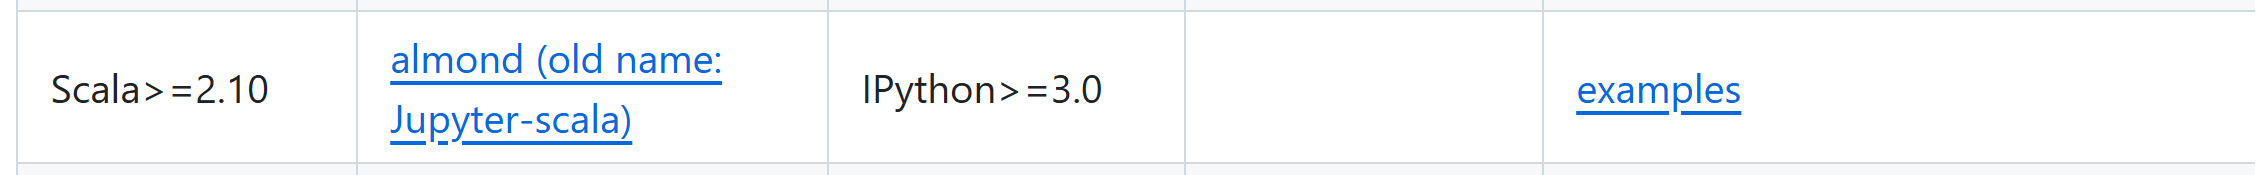 Scala>=2.10
almond (old name:
Jupyter-scala)
IPython>=3.0
examples